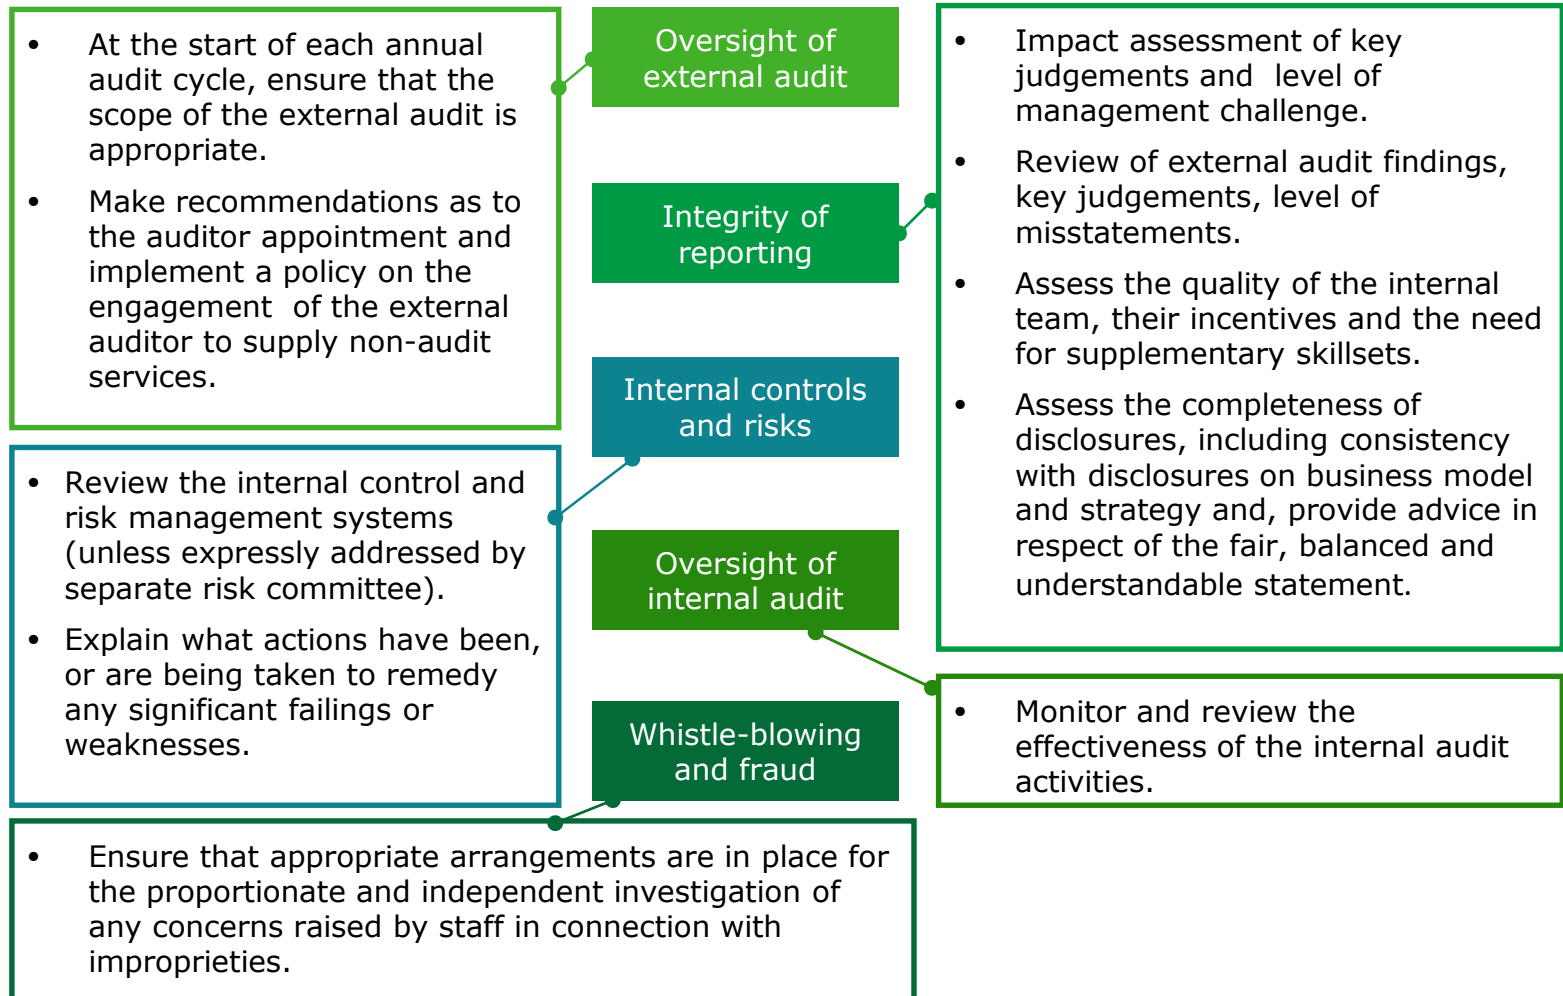 • At the start of each annual
audit cycle, ensure that the
scope of the external audit is
appropriate.
• Make recommendations as to
the auditor appointment and
implement a policy on the
engagement of the external
auditor to supply non-audit
services.
Oversight of
external audit
Integrity of
reporting
• Impact assessment of key
judgements and level of
management challenge.
• Review of external audit findings,
key judgements, level of
misstatements.
• Assess the quality of the internal
team, their incentives and the need
for supplementary skillsets.
• Assess the completeness of
disclosures, including consistency
with disclosures on business model
and strategy and, provide advice in
respect of the fair, balanced and
understandable statement.
Internal controls
and risks
• Review the internal control and
risk management systems
(unless expressly addressed by
separate risk committee).
• Explain what actions have been,
or are being taken to remedy
any significant failings or
weaknesses.
Oversight of
internal audit
• Monitor and review the
effectiveness of the internal audit
activities.
Whistle-blowing
and fraud
• Ensure that appropriate arrangements are in place for
the proportionate and independent investigation of
any concerns raised by staff in connection with
improprieties.